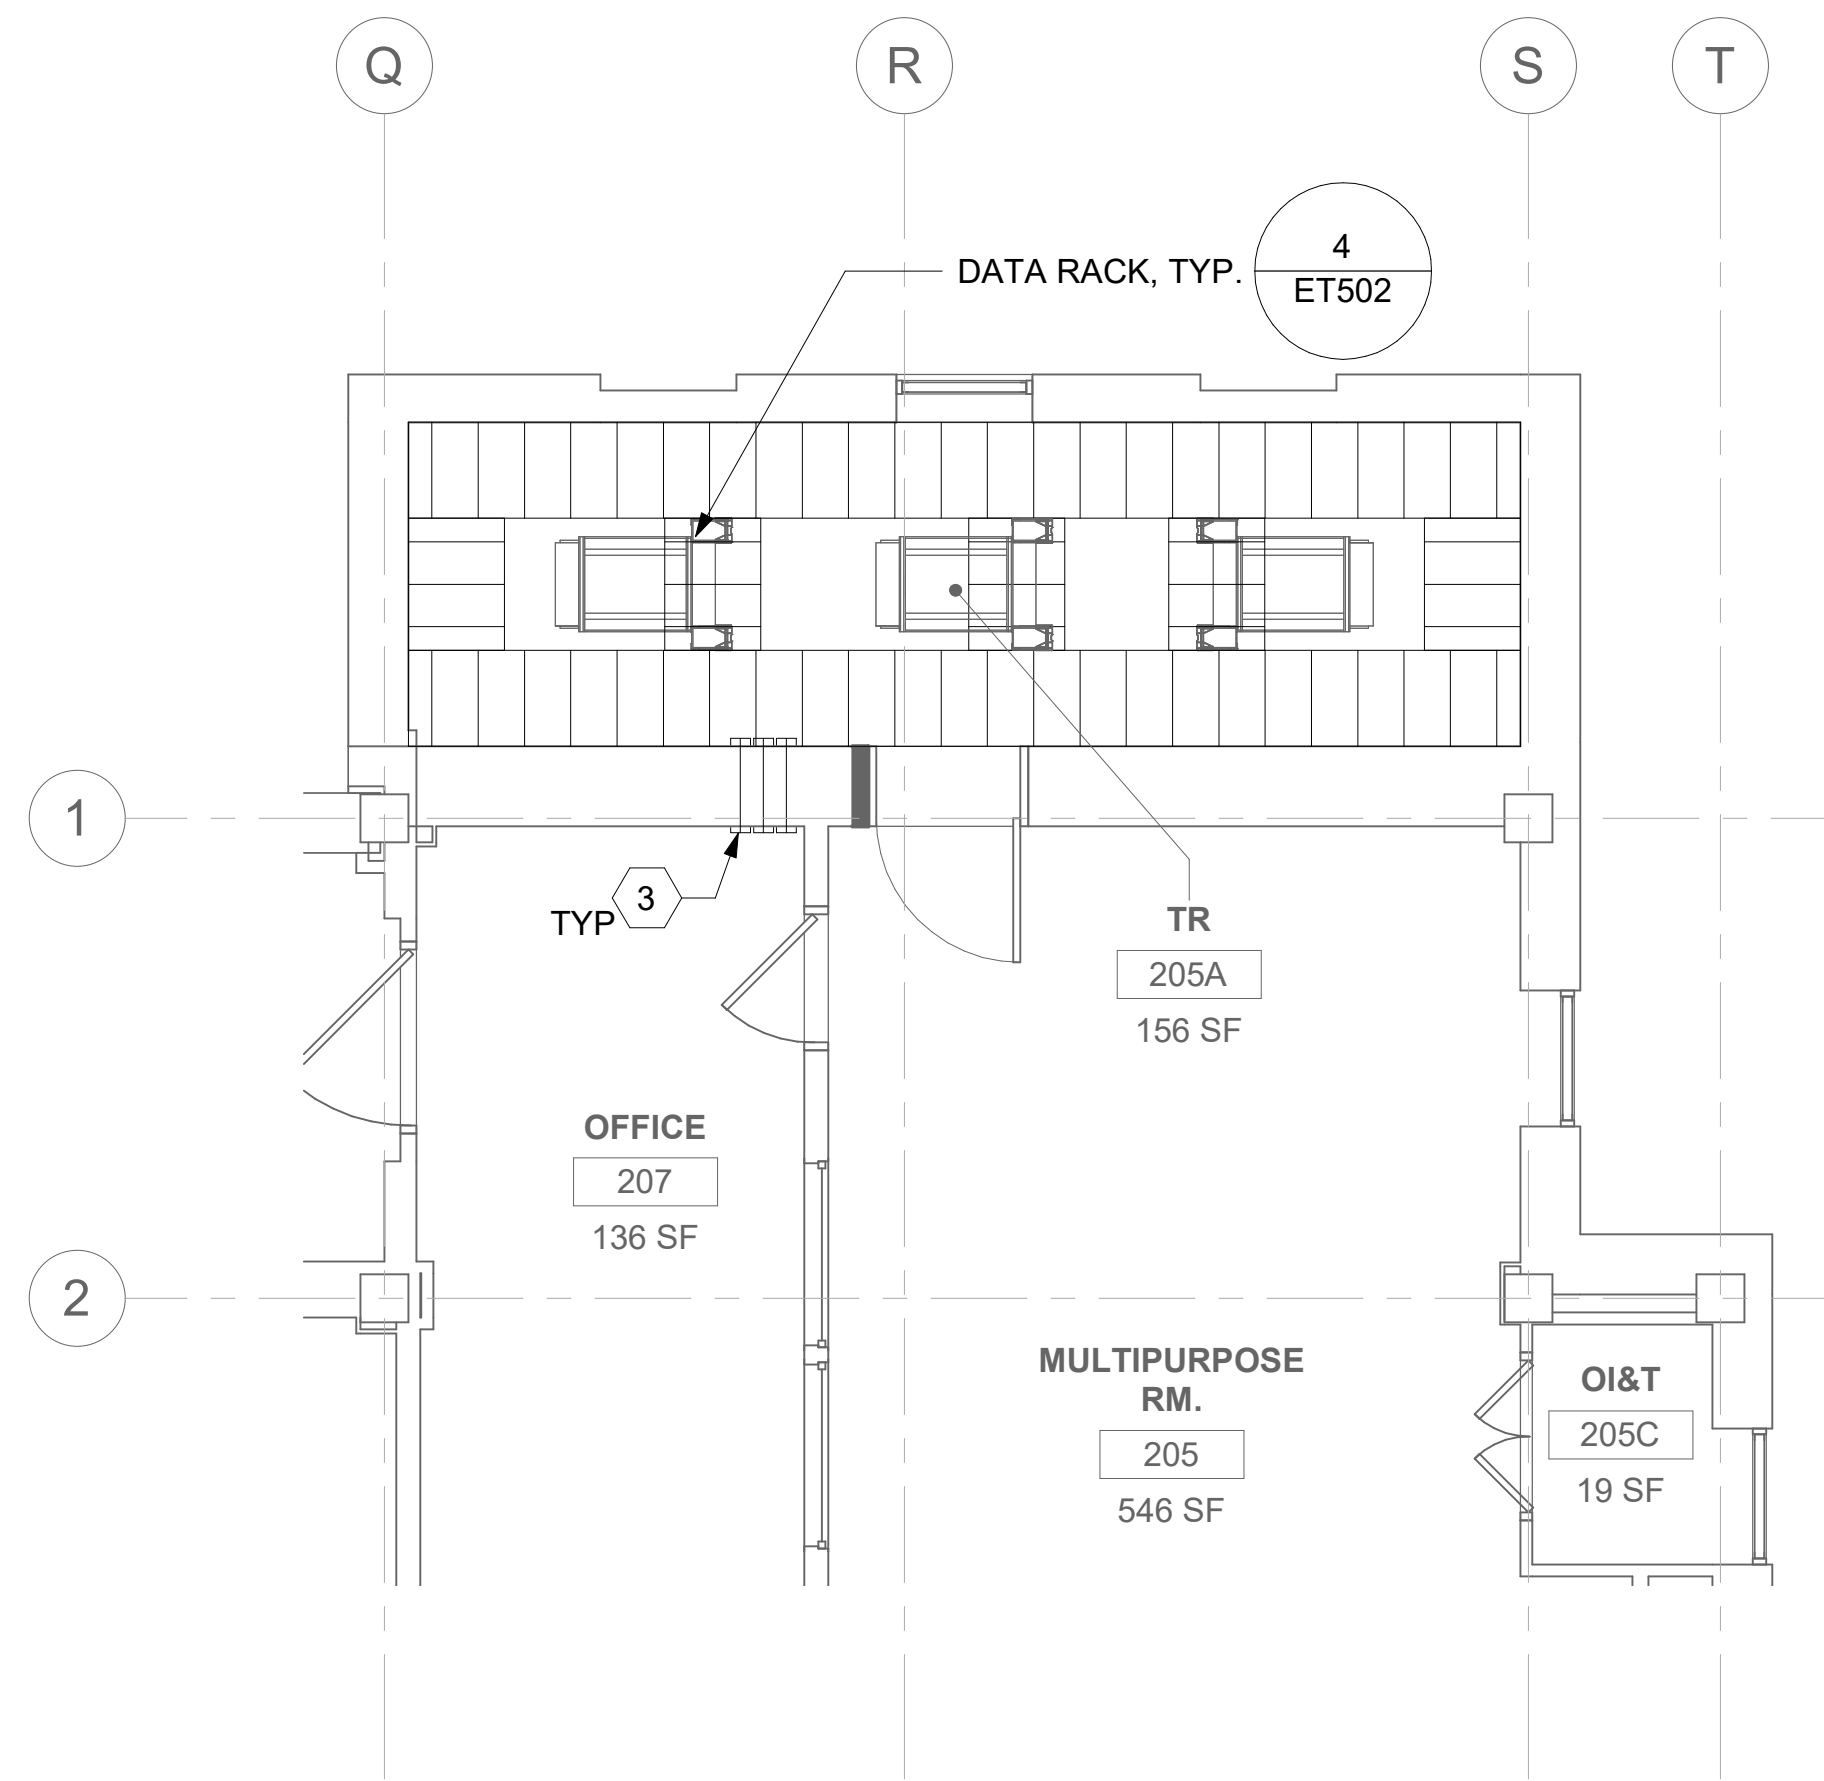 Q
R
S
T
DATA RACK, TYP.
4
ET502
1
3
TYP
TR
205A
156 SF
OFFICE
207
136 SF
2
MULTIPURPOSE
RM.
205
546 SF
OI&T
205C
19 SF